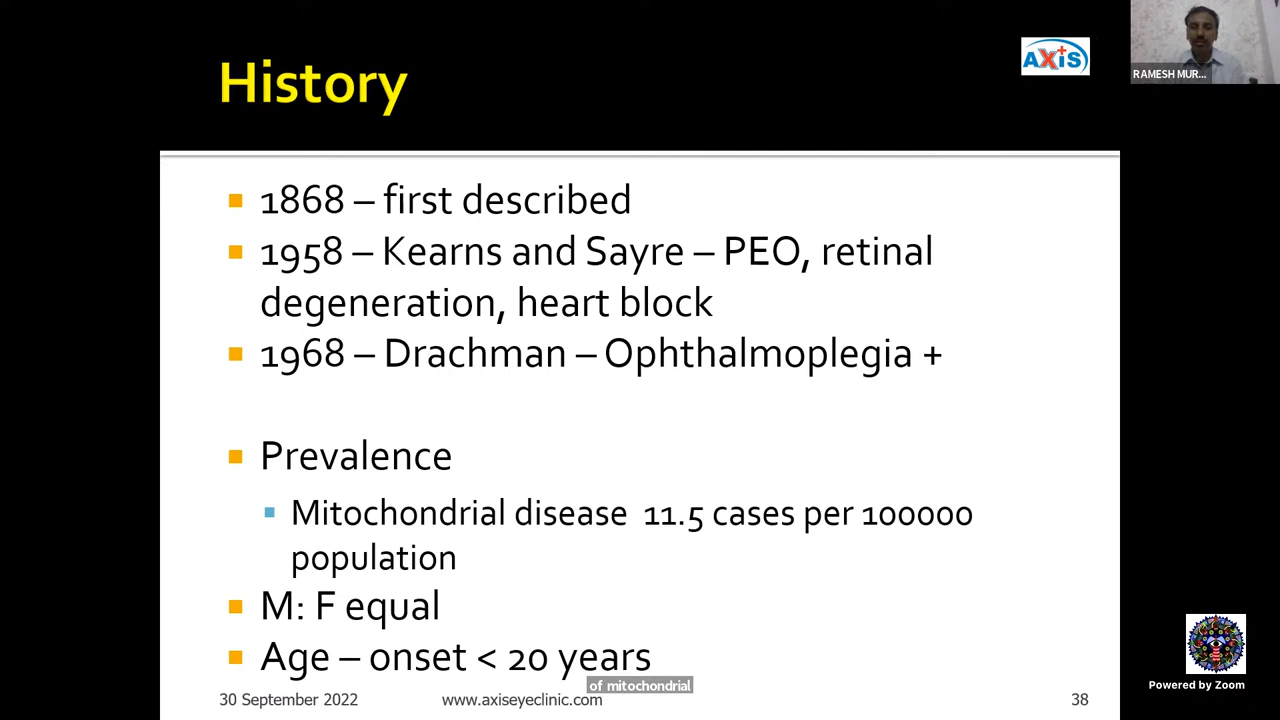 History
AXiS
RAMESH MUR...
1868 – first described
1958 – Kearns and Sayre – PEO, retinal
degeneration, heart block
1968 – Drachman – Ophthalmoplegia +
Prevalence
Mitochondrial disease 11.5 cases per 100000
population
M: F equal
Age – onset < 20 years
of mitochondrial
30 September 2022
www.axiseyeclinic.com
38
Powered by Zoom